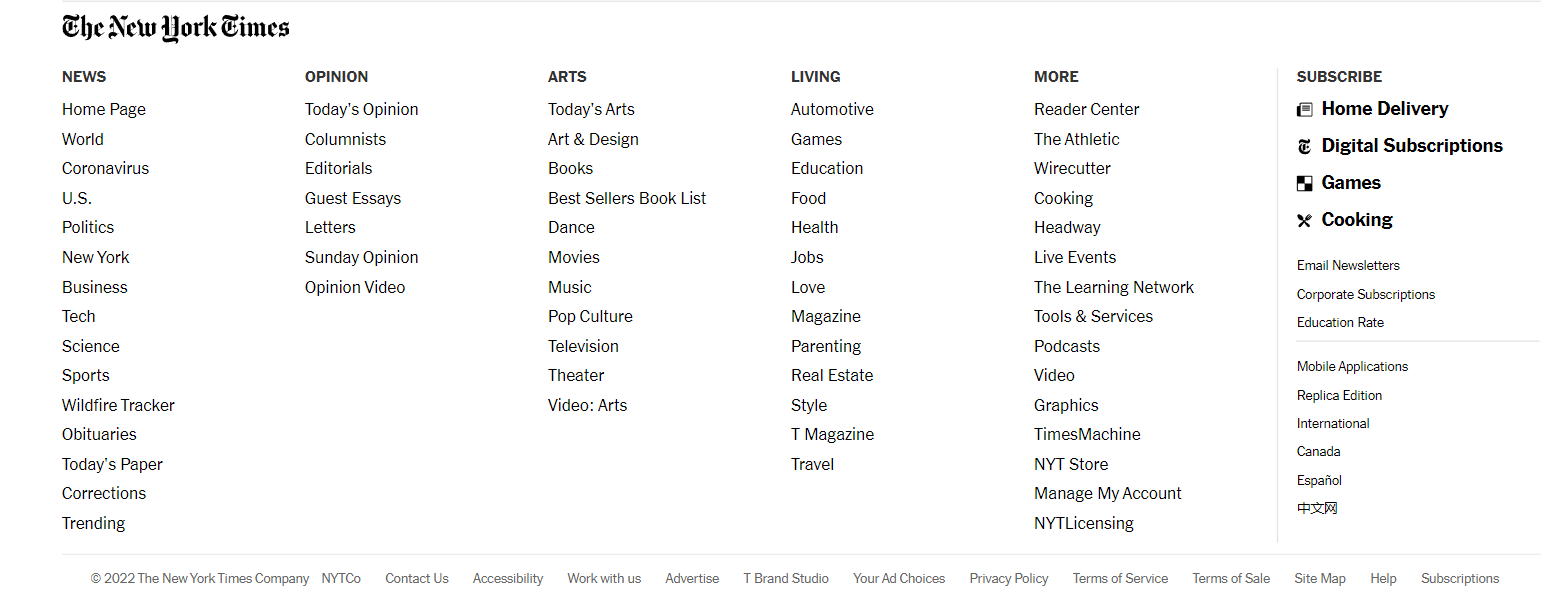 The New York Times
NEWS
Home Page
World
Coronavirus
U.S.
Politics
New York
Business
Tech
Science
Sports
Wildfire Tracker
Obituaries
Today's Paper
Corrections
Trending
OPINION
Today's Opinion
Columnists
Editorials
Guest Essays
Letters
Sunday Opinion
Opinion Video
ARTS
Today's Arts
Art & Design
Books
Best Sellers Book List
Dance
Movies
Music
Pop Culture
Television
Theater
Video: Arts
LIVING
Automotive
Games
Education
Food
Health
Jobs
Love
Magazine
Parenting
Real Estate
Style
T Magazine
Travel
MORE
Reader Center
The Athletic
Wirecutter
Cooking
Headway
Live Events
The Learning Network
Tools & Services
Podcasts
Video
Graphics
TimesMachine
NYT Store
Manage My Account
NYTLicensing
SUBSCRIBE
Home Delivery
Digital Subscriptions
Games
Cooking
Email Newsletters
Corporate Subscriptions
Education Rate
Mobile Applications
Replica Edition
International
Canada
Español
中文网
© 2022 The New York Times Company NYTCo Contact Us Accessibility Work with us Advertise T Brand Studio Your Ad Choices Privacy Policy Terms of Service Terms of Sale Site Map Help Subscriptions